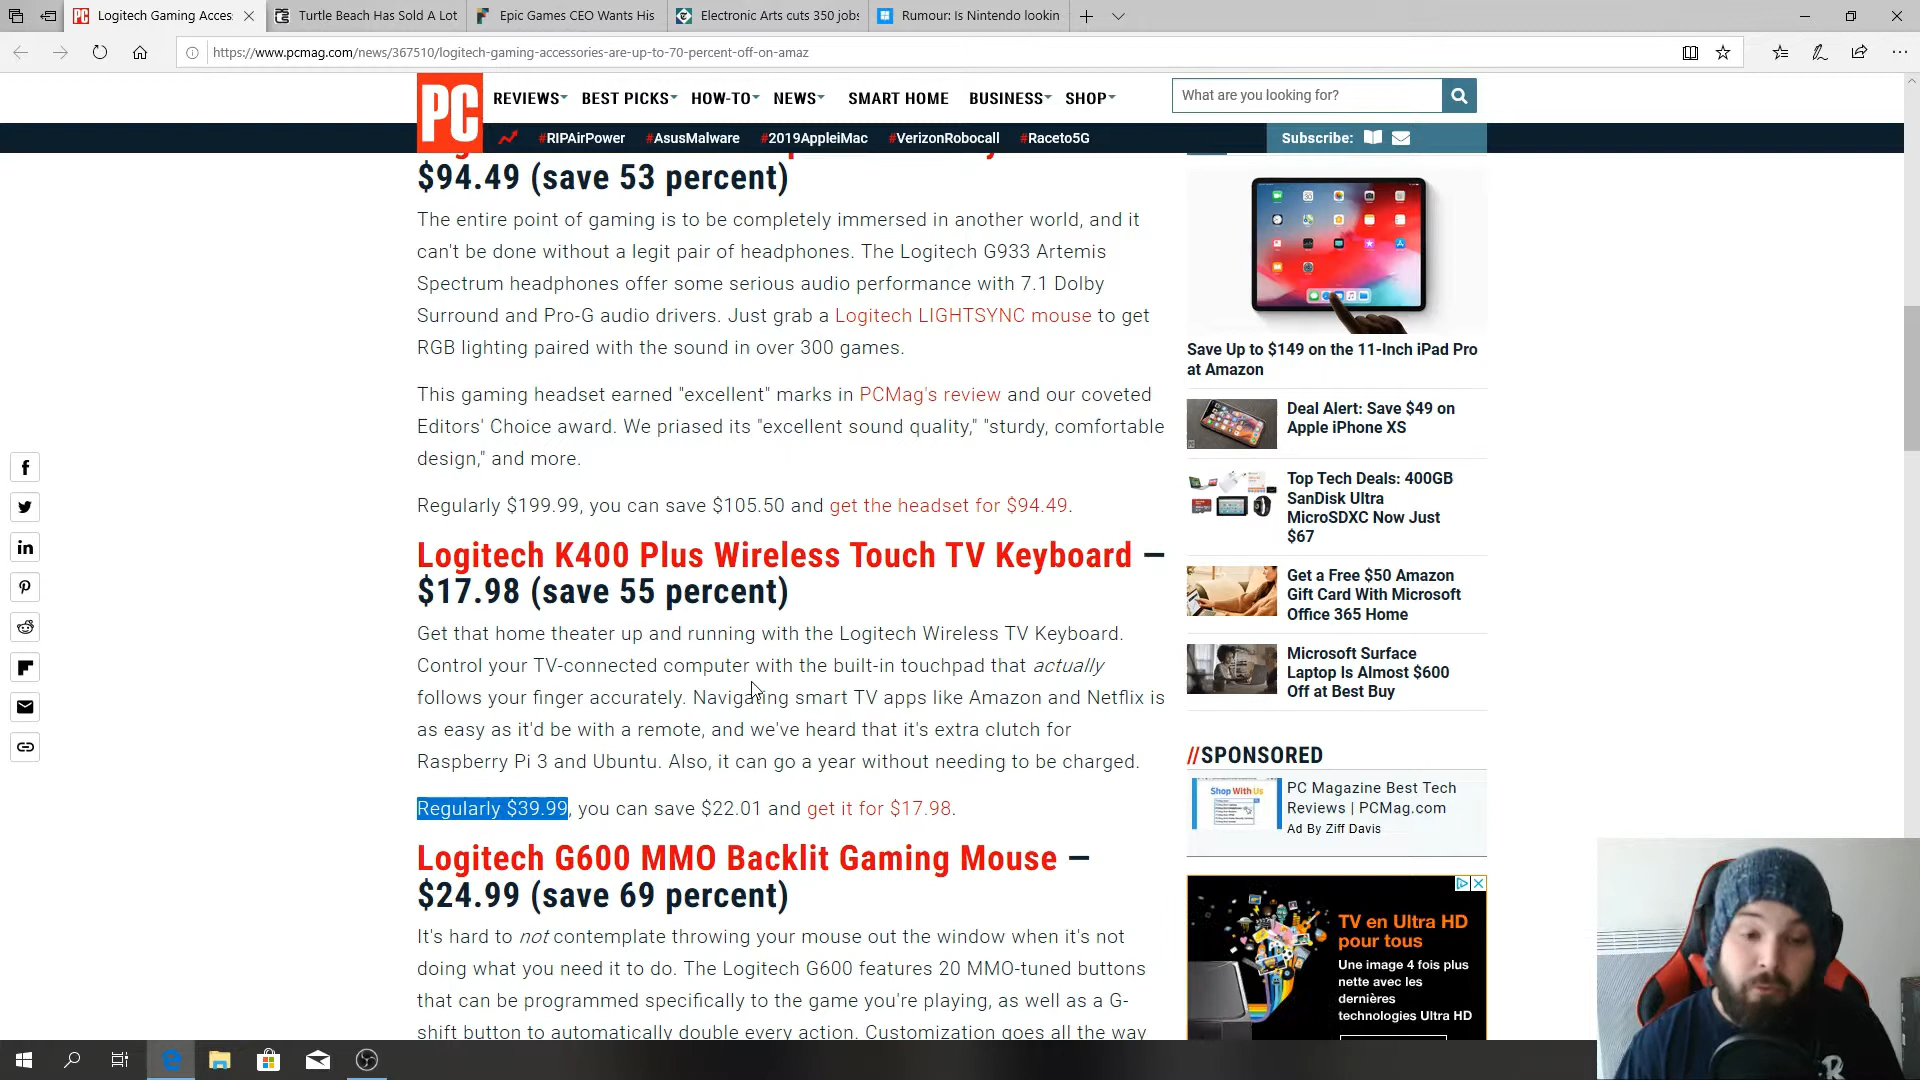 Logitech Gaming Acces
Turtle Beach Has Sold A Lot
Epic Games CEO Wants His
Electronic Arts cuts 350 jobs
Rumour: Is Nintendo lookin
https://www.pcmag.com/news/367510/logitech-gaming-accessories-are-up-to-70-percent-off-on-amaz
PC
REVIEWS BEST PICKS HOW-TO NEWS SMART HOME BUSINESS SHOP
What are you looking for?
#RIPAirPower #AsusMalware #2019AppleiMac #VerizonRobocall #Raceto5G
Subscribe:
$94.49 (save 53 percent)
The entire point of gaming is to be completely immersed in another world, and it
can't be done without a legit pair of headphones. The Logitech G933 Artemis
Spectrum headphones offer some serious audio performance with 7.1 Dolby
Surround and Pro-G audio drivers. Just grab a Logitech LIGHTSYNC mouse to get
RGB lighting paired with the sound in over 300 games.
This gaming headset earned "excellent" marks in PCMag's review and our coveted
Editors' Choice award. We priased its "excellent sound quality," "sturdy, comfortable
design," and more.
Regularly $199.99, you can save $105.50 and get the headset for $94.49.
Logitech K400 Plus Wireless Touch TV Keyboard —
$17.98 (save 55 percent)
Get that home theater up and running with the Logitech Wireless TV Keyboard.
Control your TV-connected computer with the built-in touchpad that actually
follows your finger accurately. Navigating smart TV apps like Amazon and Netflix is
as easy as it'd be with a remote, and we've heard that it's extra clutch for
Raspberry Pi 3 and Ubuntu. Also, it can go a year without needing to be charged.
Regularly $39.99, you can save $22.01 and get it for $17.98.
Logitech G600 MMO Backlit Gaming Mouse —
$24.99 (save 69 percent)
It's hard to not contemplate throwing your mouse out the window when it's not
doing what you need it to do. The Logitech G600 features 20 MMO-tuned buttons
that can be programmed specifically to the game you're playing, as well as a G-
shift button to automatically double every action. Customization goes all the way
Save Up to $149 on the 11-Inch iPad Pro
at Amazon
Deal Alert: Save $49 on
Apple iPhone XS
Top Tech Deals: 400GB
SanDisk Ultra
MicroSDXC Now Just
$67
Get a Free $50 Amazon
Gift Card With Microsoft
Office 365 Home
Microsoft Surface
Laptop Is Almost $600
Off at Best Buy
//SPONSORED
Shop With Us
PC Magazine Best Tech
Reviews | PCMag.com
Ad By Ziff Davis
TV en Ultra HD
pour tous
Une image 4 fois plus
nette avec les
dernières
technologies Ultra HD